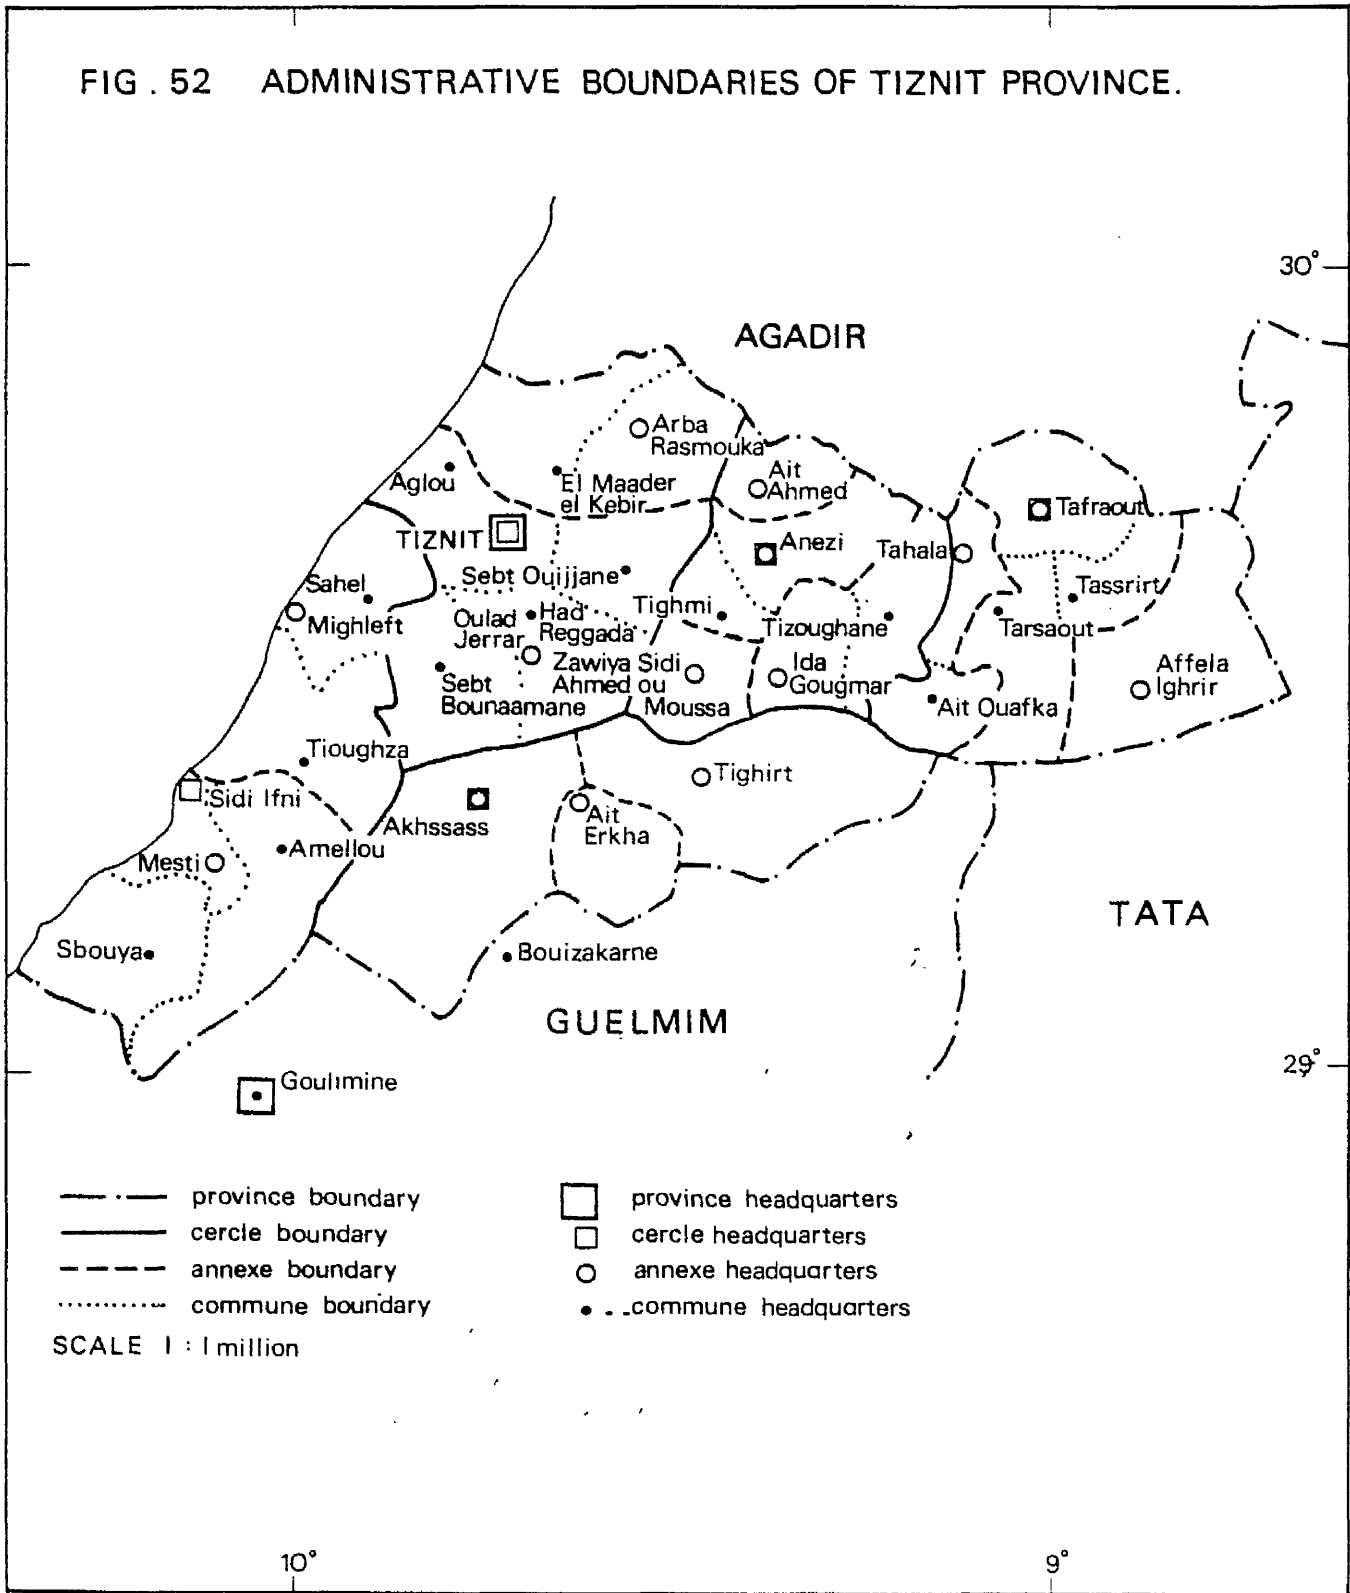 FIG . 52 ADMINISTRATIVE BOUNDARIES OF TIZNIT PROVINCE.
30°
AGADIR
Arba
Rasmouka
Aglou
El Maader
el Kebir
Ait
Ahmed
Tafraout
TIZNIT
Anezi
Tahala
Sebt Ouijjane
Sahel
Mighleft
Oulad
Jerrar
Had
Reggada
Tighmi
Tizoughane
Tassrirt
Tarsaout
Sebt
Bounaamane
Zawiya Sidi
Ahmed ou
Moussa
Ida
Gougmar
Ait Ouafka
Affela
Ighrir
Tioughza
Tighirt
Sidi Ifni
Akhssass
Ait
Erkha
Mesti
Amellou
TATA
Sbouya
Bouizakarne
GUELMIM
29°
Goulimine
province boundary
cercle boundary
annexe boundary
commune boundary
province headquarters
cercle headquarters
annexe headquarters
commune headquarters
SCALE 1 : 1 million
10°
9°